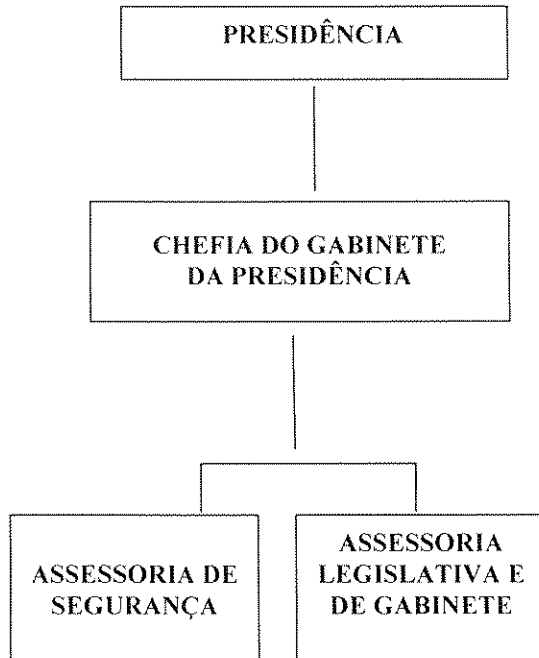 PRESIDÊNCIA
CHEFIA DO GABINETE
DA PRESIDÊNCIA
ASSESSORIA DE
SEGURANÇA
ASSESSORIA
LEGISLATIVA E
DE GABINETE